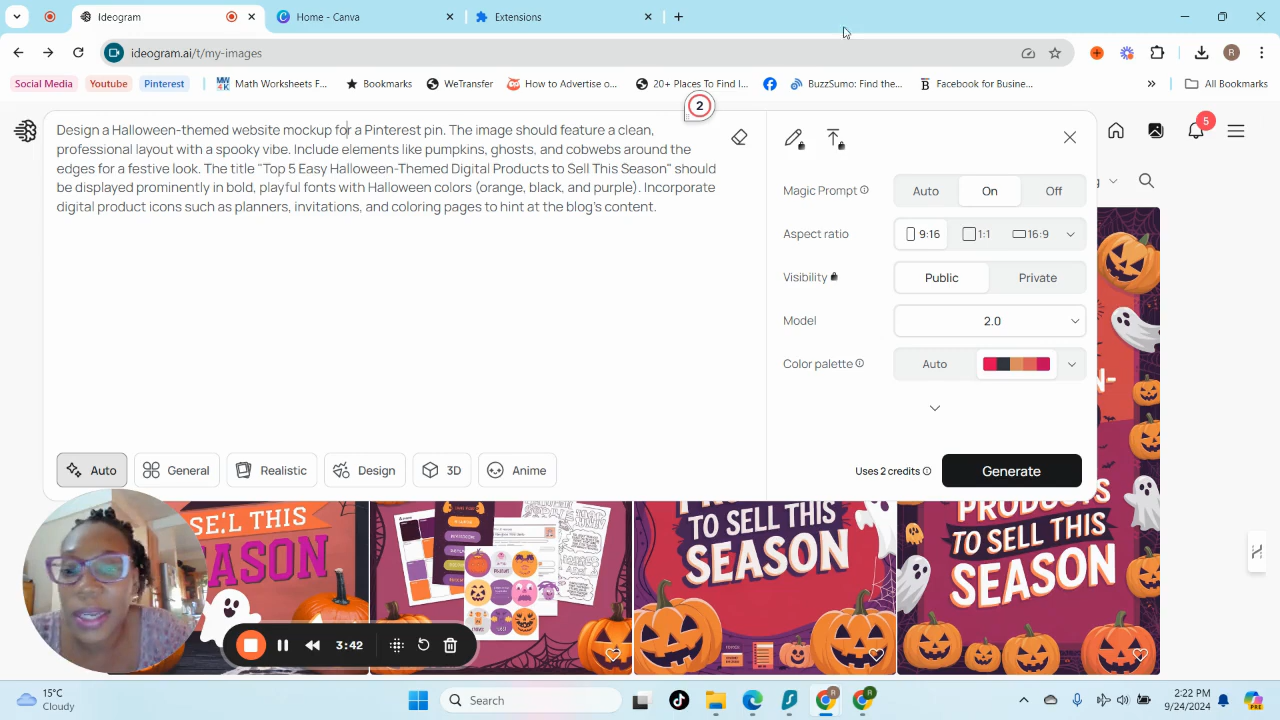 Ideogram
Home - Canva
Extensions
ideogram.ai/t/my-images
R
Social Media
Youtube
Pinterest
Math Worksheets F...
Bookmarks
WeTransfer
How to Advertise o...
20+ Places To Find I...
BuzzSumo: Find the...
Facebook for Busine...
All Bookmarks
2
Design a Halloween-themed website mockup for a Pinterest pin. The image should feature a clean,
professional layout with a spooky vibe. Include elements like pumpkins, ghosts, and cobwebs around the
edges for a festive look. The title "Top 5 Easy Halloween-Themed Digital Products to Sell This Season" should
be displayed prominently in bold, playful fonts with Halloween colors (orange, black, and purple). Incorporate
digital product icons such as planners, invitations, and coloring pages to hint at the blog's content.
Magic Prompt
Auto
On
Off
Aspect ratio
9:16
1:1
16:9
Visibility
Public
Private
Model
2.0
Color palette
Auto
Auto
General
Realistic
Design
3D
Anime
Uses 2 credits
Generate
5
g
N-
SE'L THIS
ASON
TO SELL THIS
SEASON
PRODUCTS
TO SELL THIS
SEASON
3:42
15°C
Cloudy
Search
2:22 PM
9/24/2024
PRE